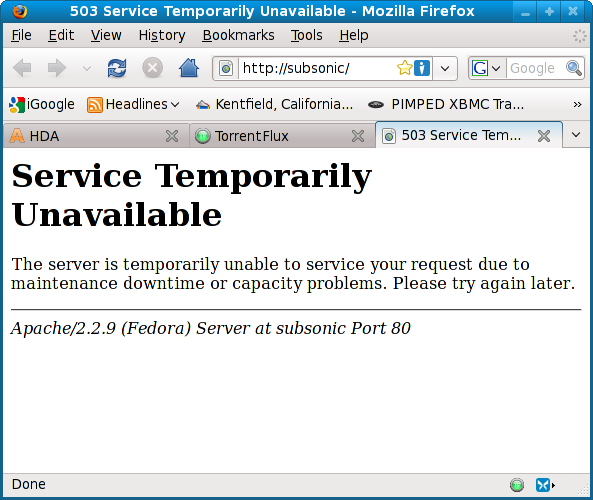 503 Service Temporarily Unavailable - Mozilla Firefox
File Edit View History Bookmarks Tools Help
http://subsonic/ G Google
iGoogle Headlines Kentfield, California... PIMPED XBMC Tra... »
HDA TorrentFlux 503 Service Tem...
Service Temporarily
Unavailable
The server is temporarily unable to service your request due to
maintenance downtime or capacity problems. Please try again later.
Apache/2.2.9 (Fedora) Server at subsonic Port 80
Done